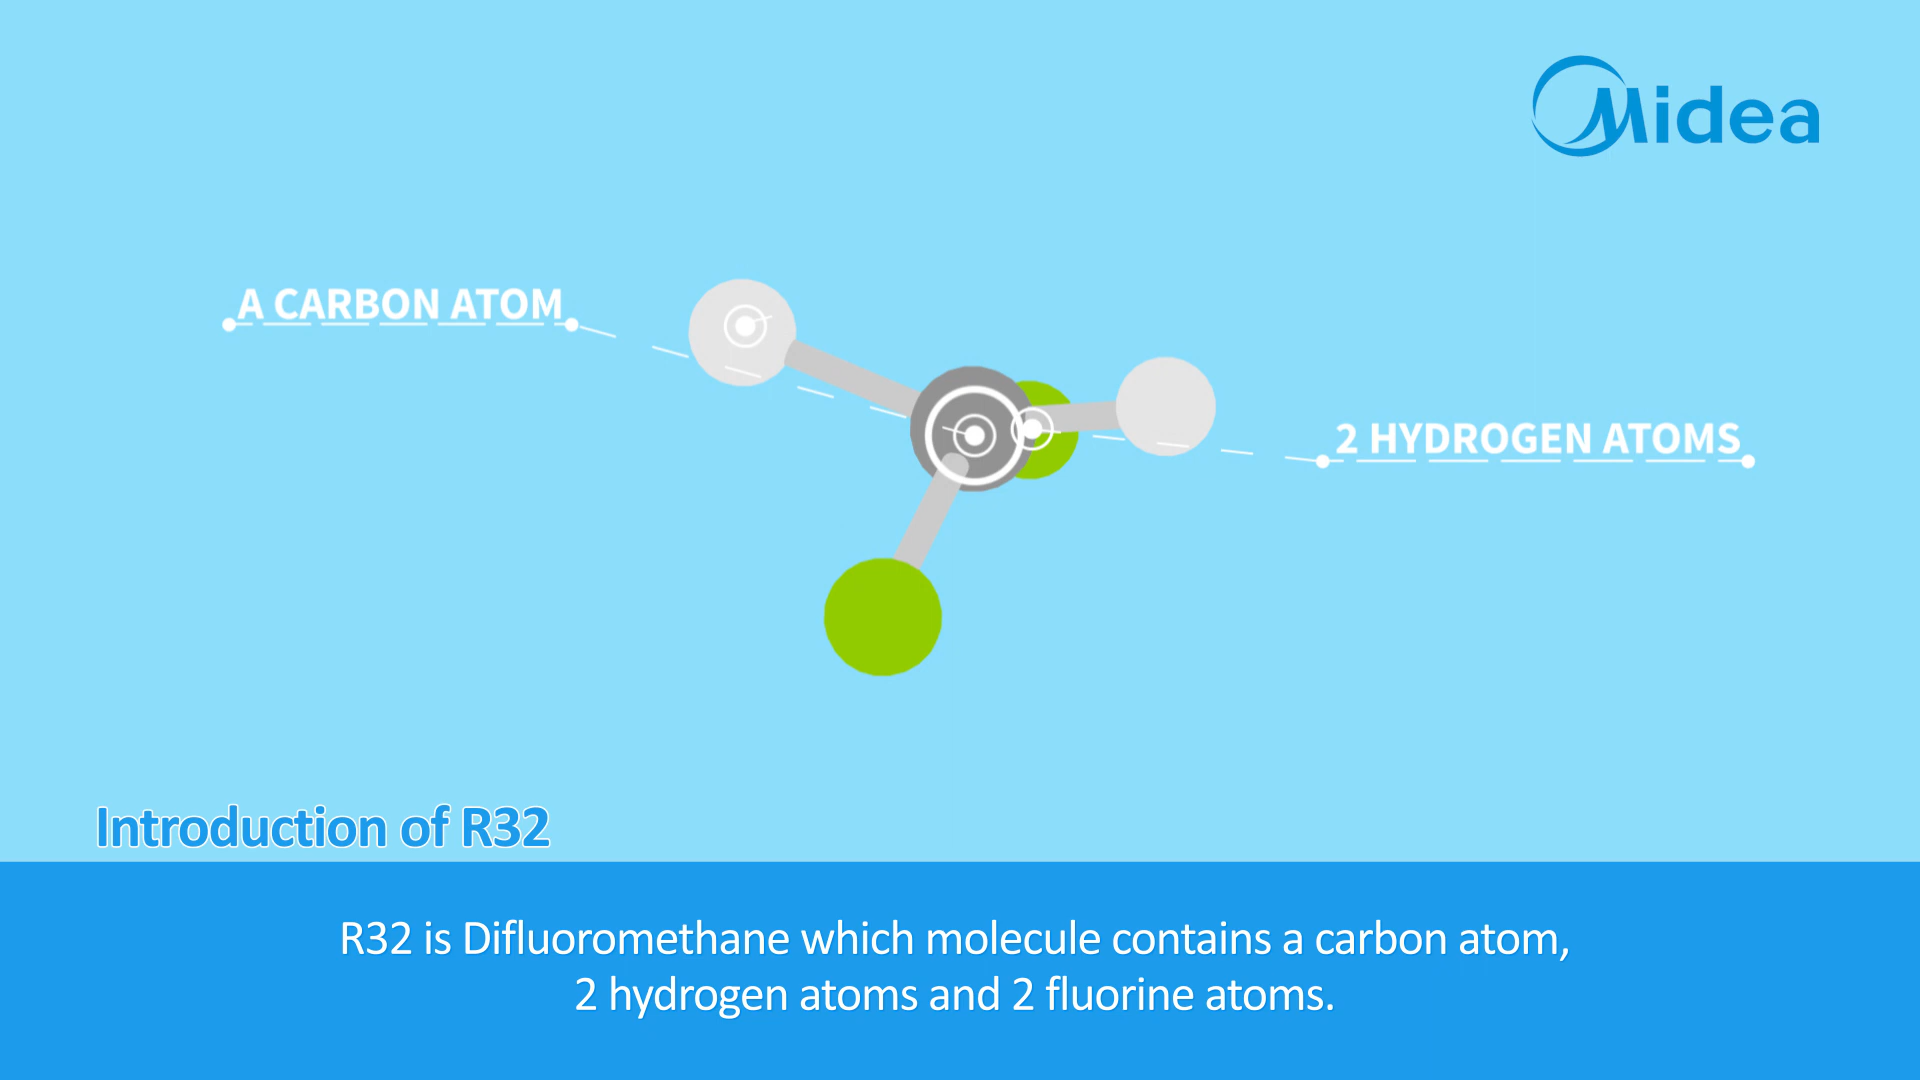 Midea
A CARBON ATOM
2 HYDROGEN ATOMS
Introduction of R32
R32 is Difluoromethane which molecule contains a carbon atom,
2 hydrogen atoms and 2 fluorine atoms.